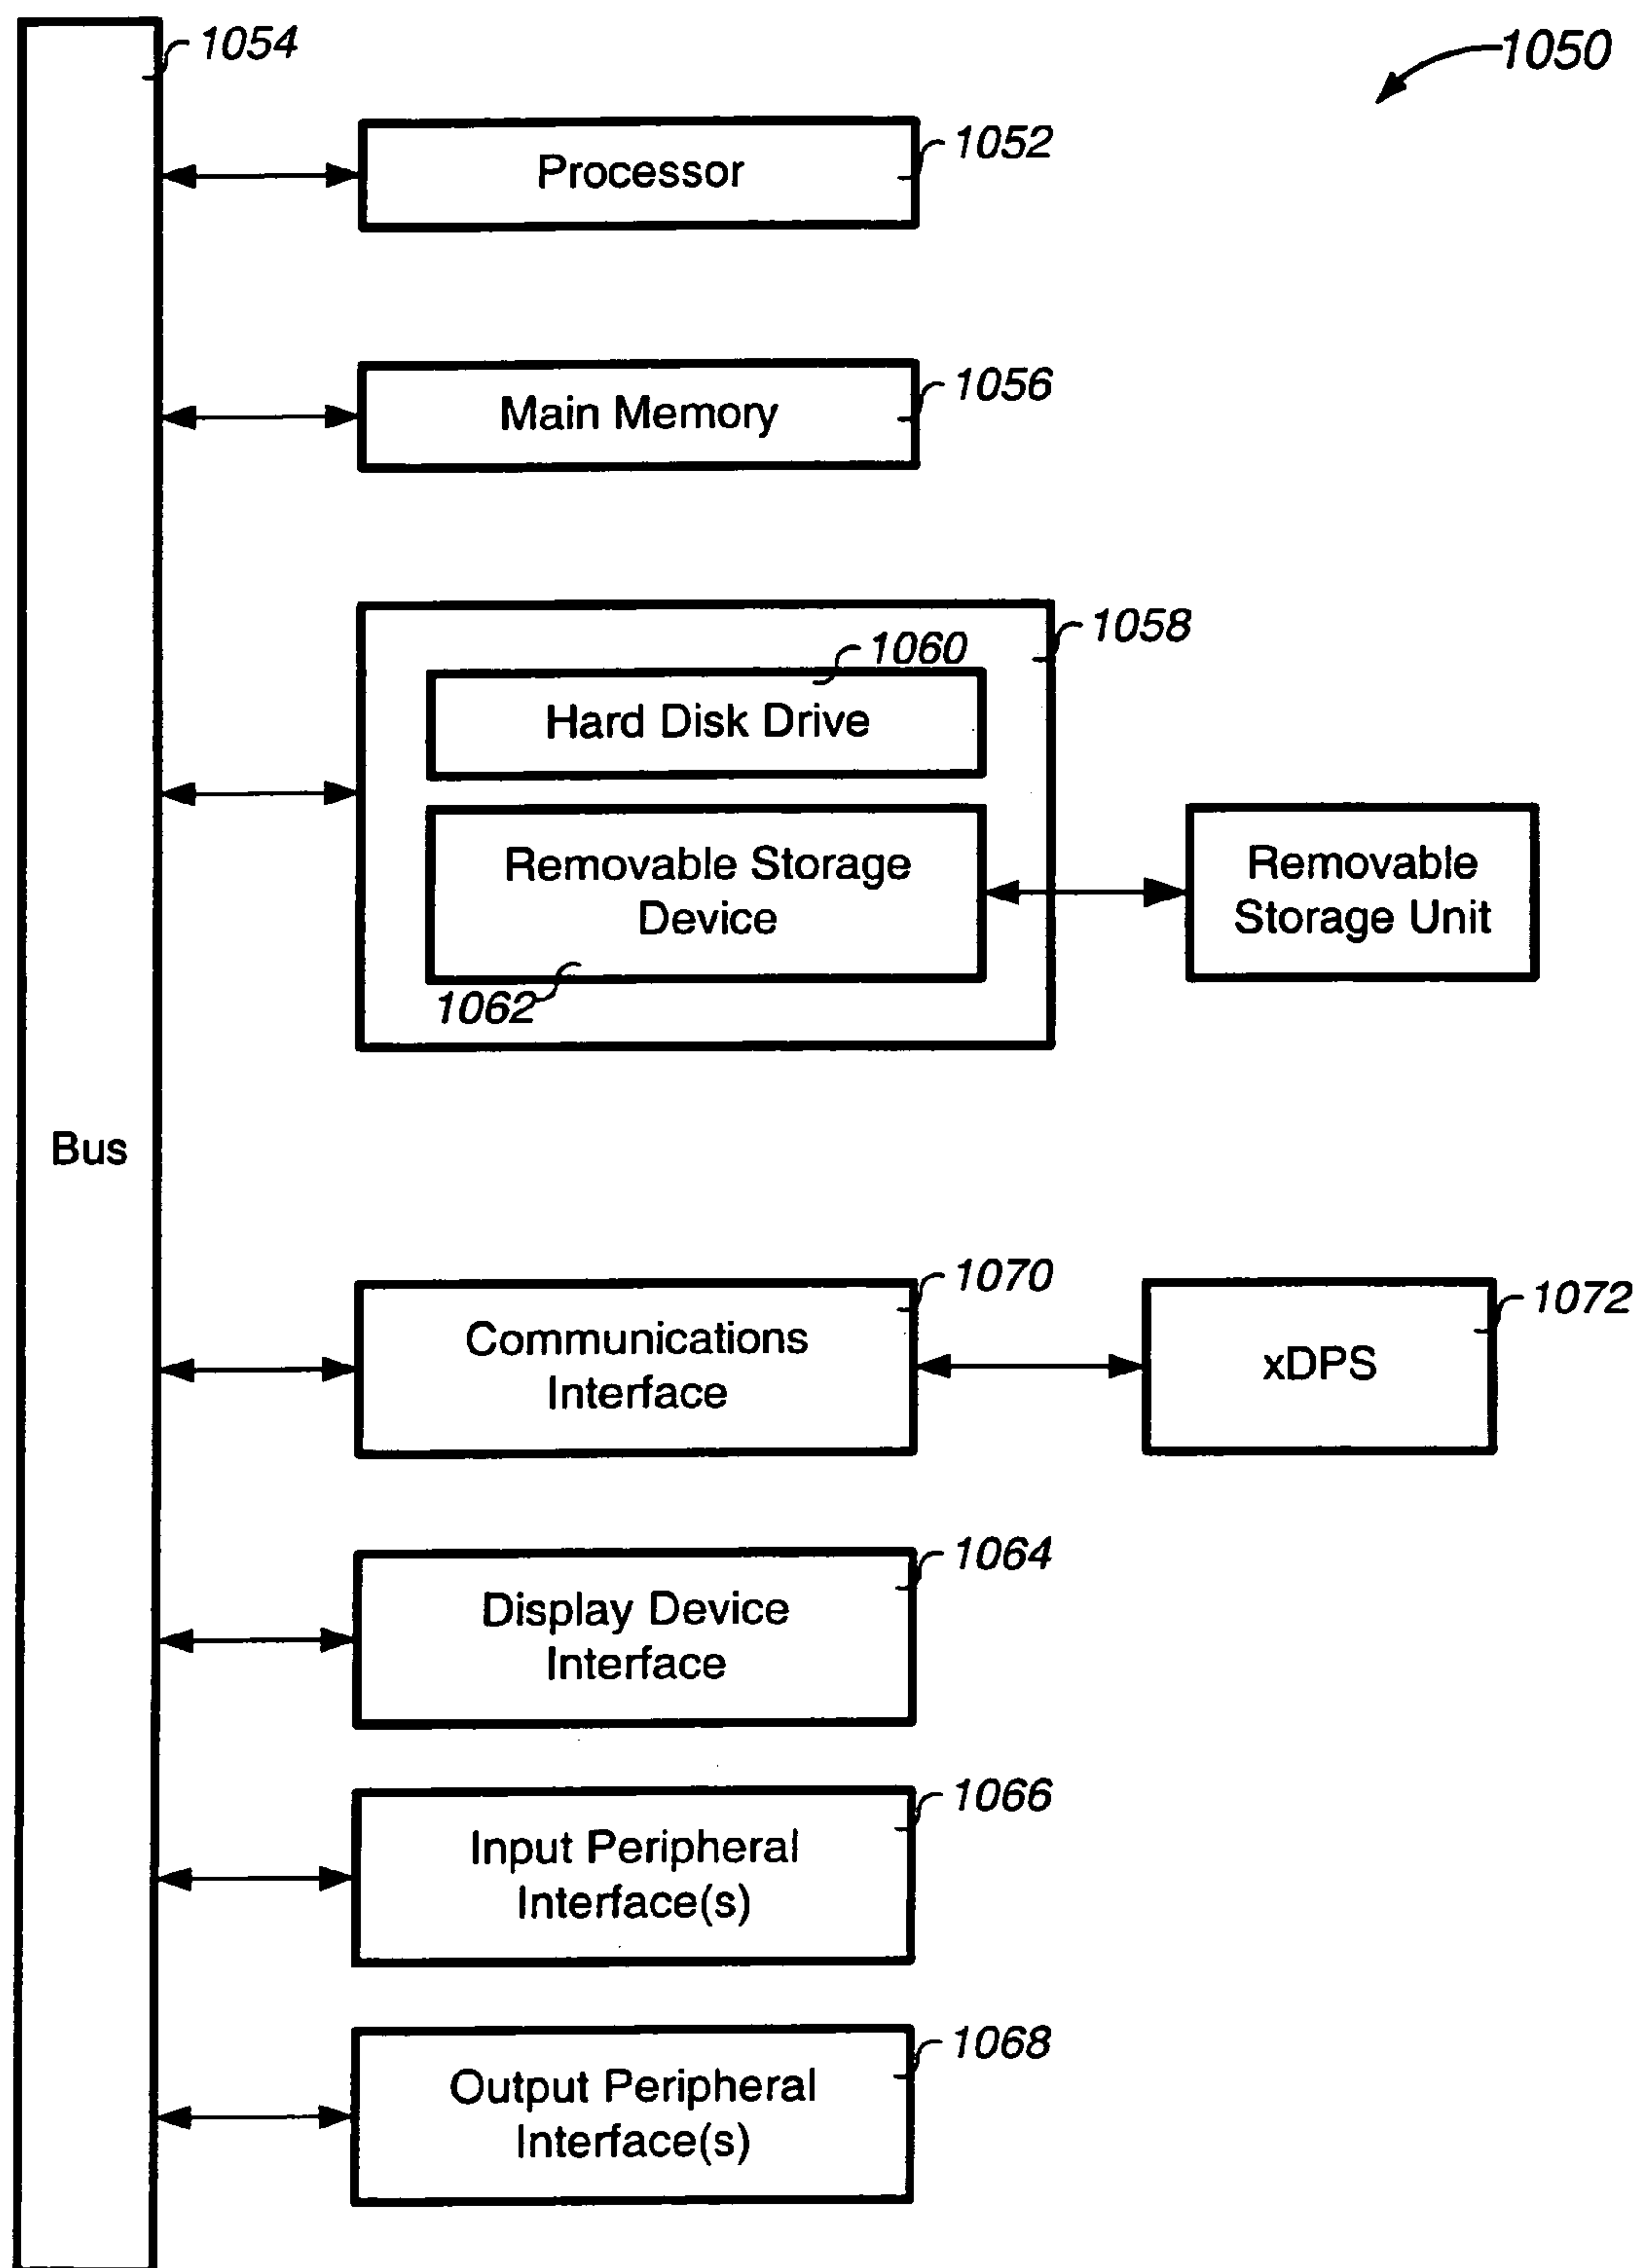 1054
1050
1052
Processor
1056
Main Memory
1058
1060
Hard Disk Drive
Removable Storage
Device
1062
Removable
Storage Unit
Bus
1070
Communications
Interface
1072
xDPS
1064
Display Device
Interface
1066
Input Peripheral
Interface(s)
1068
Output Peripheral
Interface(s)